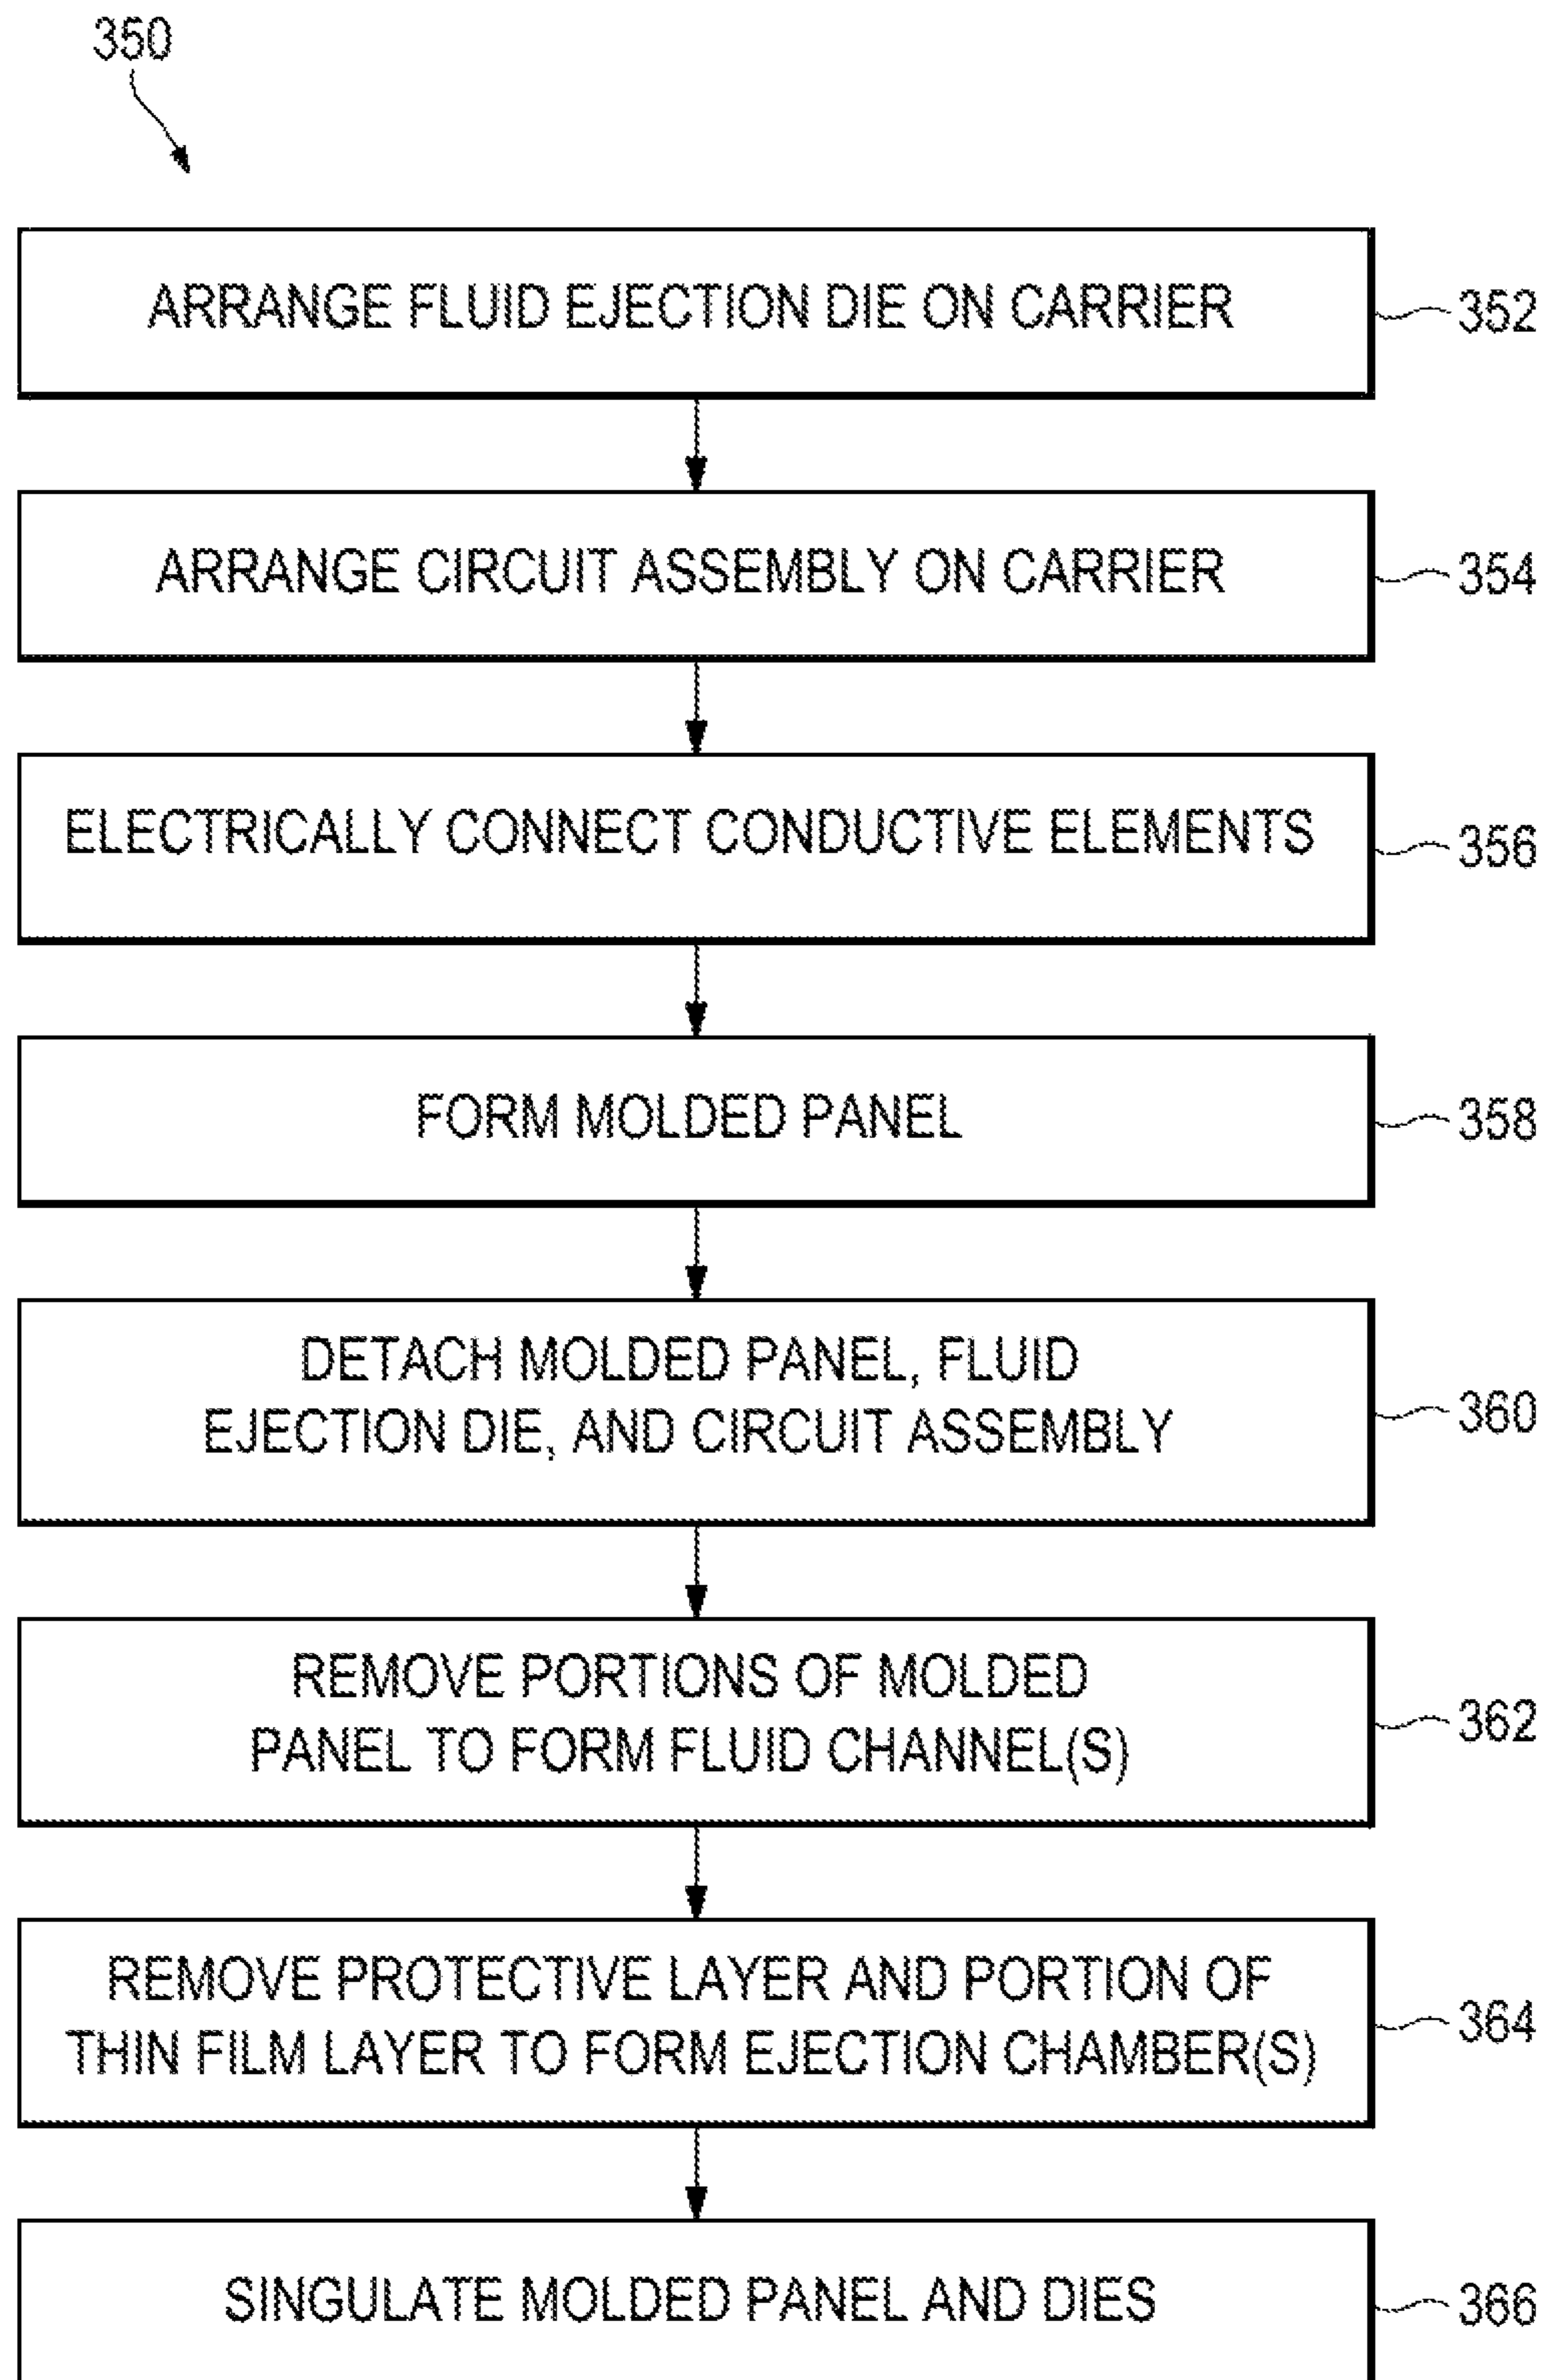 350
ARRANGE FLUID EJECTION DIE ON CARRIER
352
ARRANGE CIRCUIT ASSEMBLY ON CARRIER
354
ELECTRICALLY CONNECT CONDUCTIVE ELEMENTS
356
FORM MOLDED PANEL
358
DETACH MOLDED PANEL, FLUID
EJECTION DIE, AND CIRCUIT ASSEMBLY
360
REMOVE PORTIONS OF MOLDED
PANEL TO FORM FLUID CHANNEL(S)
362
REMOVE PROTECTIVE LAYER AND PORTION OF
THIN FILM LAYER TO FORM EJECTION CHAMBER(S)
364
SINGULATE MOLDED PANEL AND DIES
366